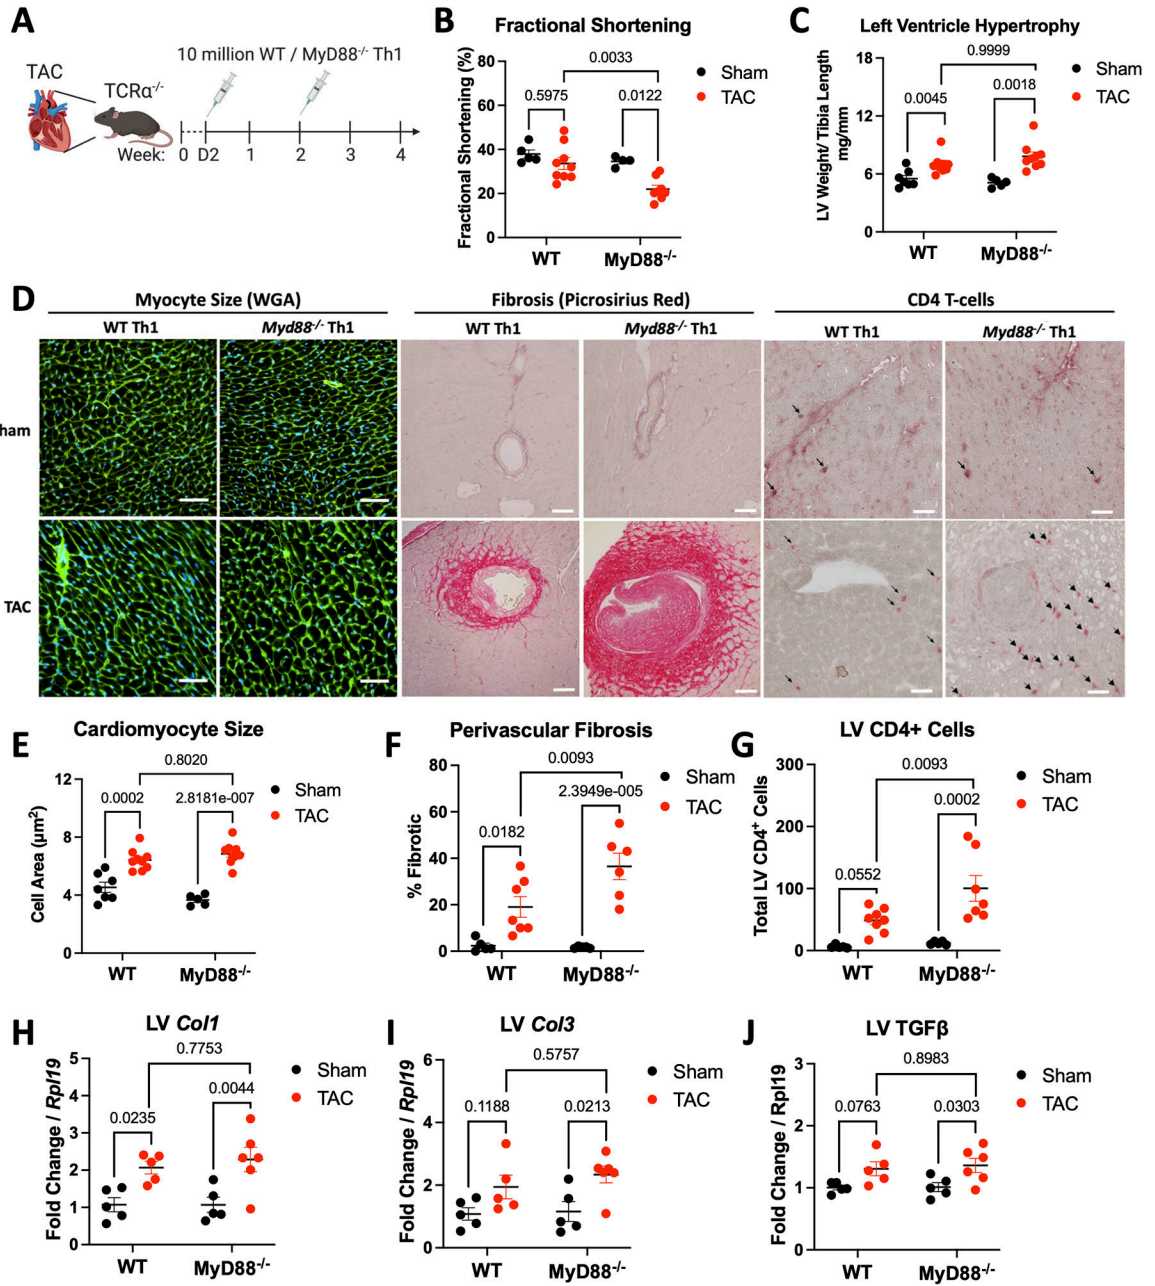 A
10 million WT / MyD88-/- Th1
TAC
TCRα-/-
Week:
0 D2 1 2 3 4
B
Fractional Shortening
Fractional Shortening (%)
80
60
40
20
0
0.0033
0.5975
0.0122
Sham
TAC
WT
MyD88-/-
C
Left Ventricle Hypertrophy
LV Weight/ Tibia Length
mg/mm
18
12
6
0
0.9999
0.0045
0.0018
Sham
TAC
WT
MyD88-/-
D
Myocyte Size (WGA)
Fibrosis (Picrosirius Red)
CD4 T-cells
WT Th1
Myd88-/- Th1
WT Th1
Myd88-/- Th1
WT Th1
Myd88-/- Th1
ham
TAC
E
Cardiomyocyte Size
Cell Area (µm2)
12
8
4
0
0.8020
0.0002
2.8181e-007
Sham
TAC
WT
MyD88-/-
F
Perivascular Fibrosis
% Fibrotic
80
60
40
20
0
0.0093
0.0182
2.3949e-005
Sham
TAC
WT
MyD88-/-
G
LV CD4+ Cells
Total LV CD4+ Cells
300
200
100
0
0.0093
0.0552
0.0002
Sham
TAC
WT
MyD88-/-
H
LV Col1
Fold Change / Rpl19
5
4
3
2
1
0
0.7753
0.0235
0.0044
Sham
TAC
WT
MyD88-/-
I
LV Col3
Fold Change / Rpl19
6
4
2
0
0.5757
0.1188
0.0213
Sham
TAC
WT
MyD88-/-
J
LV TGFβ
Fold Change / Rpl19
3
2
1
0
0.8983
0.0763
0.0303
Sham
TAC
WT
MyD88-/-